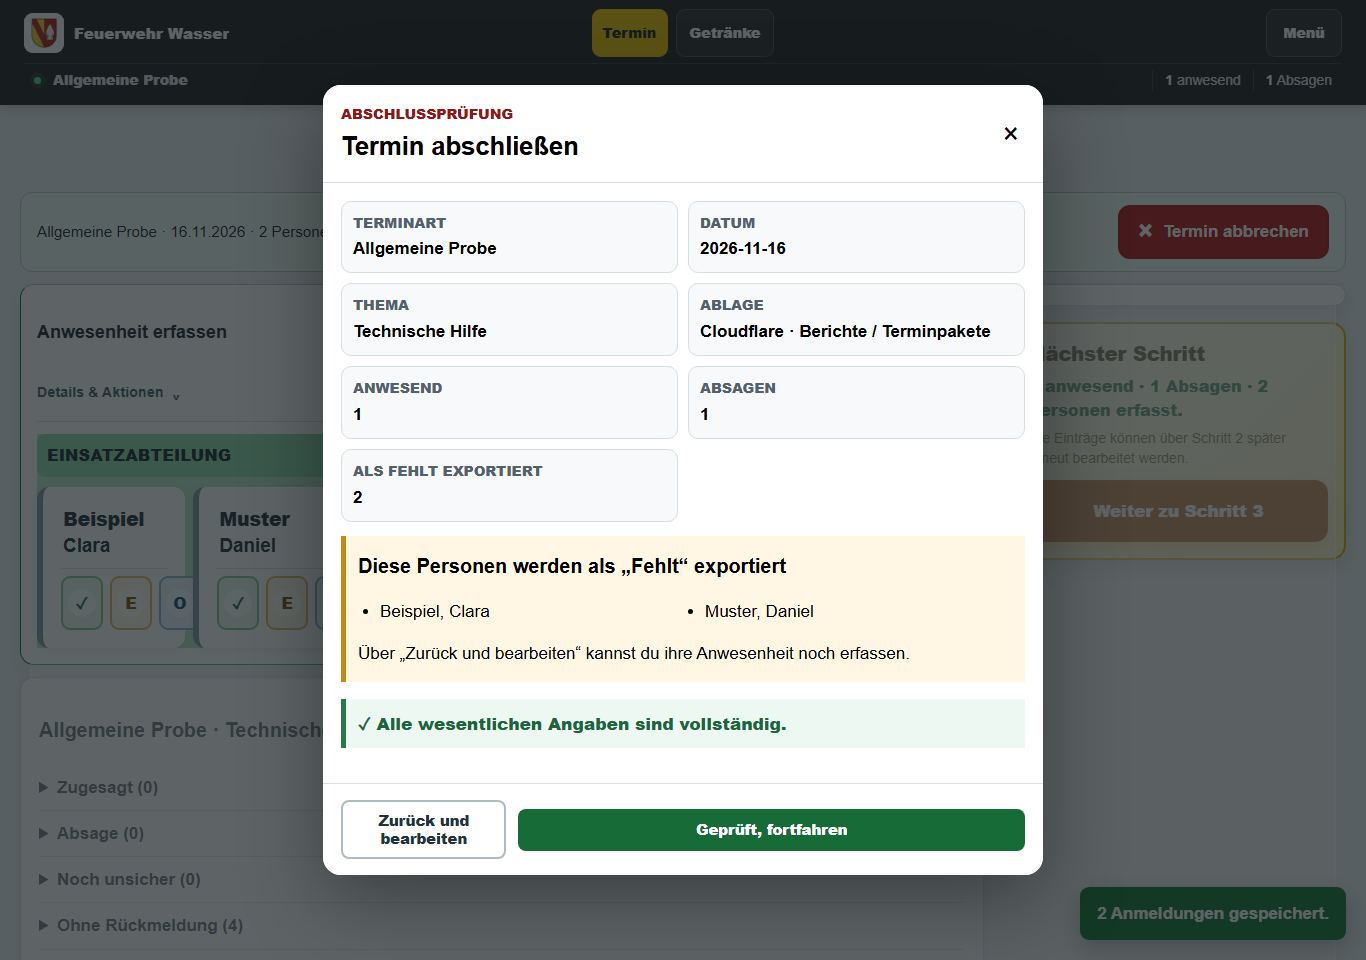 Feuerwehr Wasser
Termin
Getränke
Menü
Allgemeine Probe
1 anwesend
1 Absagen
ABSCHLUSSPRÜFUNG
Termin abschließen
×
Allgemeine Probe · 16.11.2026 · 2
✖ Termin abbrechen
TERMINART
Allgemeine Probe
DATUM
2026-11-16
THEMA
Technische Hilfe
ABLAGE
Cloudflare · Berichte / Terminpakete
ANWESEND
1
ABSAGEN
1
ALS FEHLT EXPORTIERT
2
Diese Personen werden als „Fehlt“ exportiert
• Beispiel, Clara
• Muster, Daniel
Über „Zurück und bearbeiten“ kannst du ihre Anwesenheit noch erfassen.
✓ Alle wesentlichen Angaben sind vollständig.
Zurück und
bearbeiten
Geprüft, fortfahren
Anwesenheit erfassen
Details & Aktionen
EINSATZABTEILUNG
Beispiel
Clara
✓ E O
Muster
Daniel
✓ E
Schritt
anwesend · 1 Absagen · 2
erfasst.
Einträge können über Schritt 2 später
bearbeitet werden.
Weiter zu Schritt 3
Allgemeine Probe ·
Zugesagt (0)
Absage (0)
Noch unsicher (0)
Ohne Rückmeldung (4)
2 Anmeldungen gespeichert.